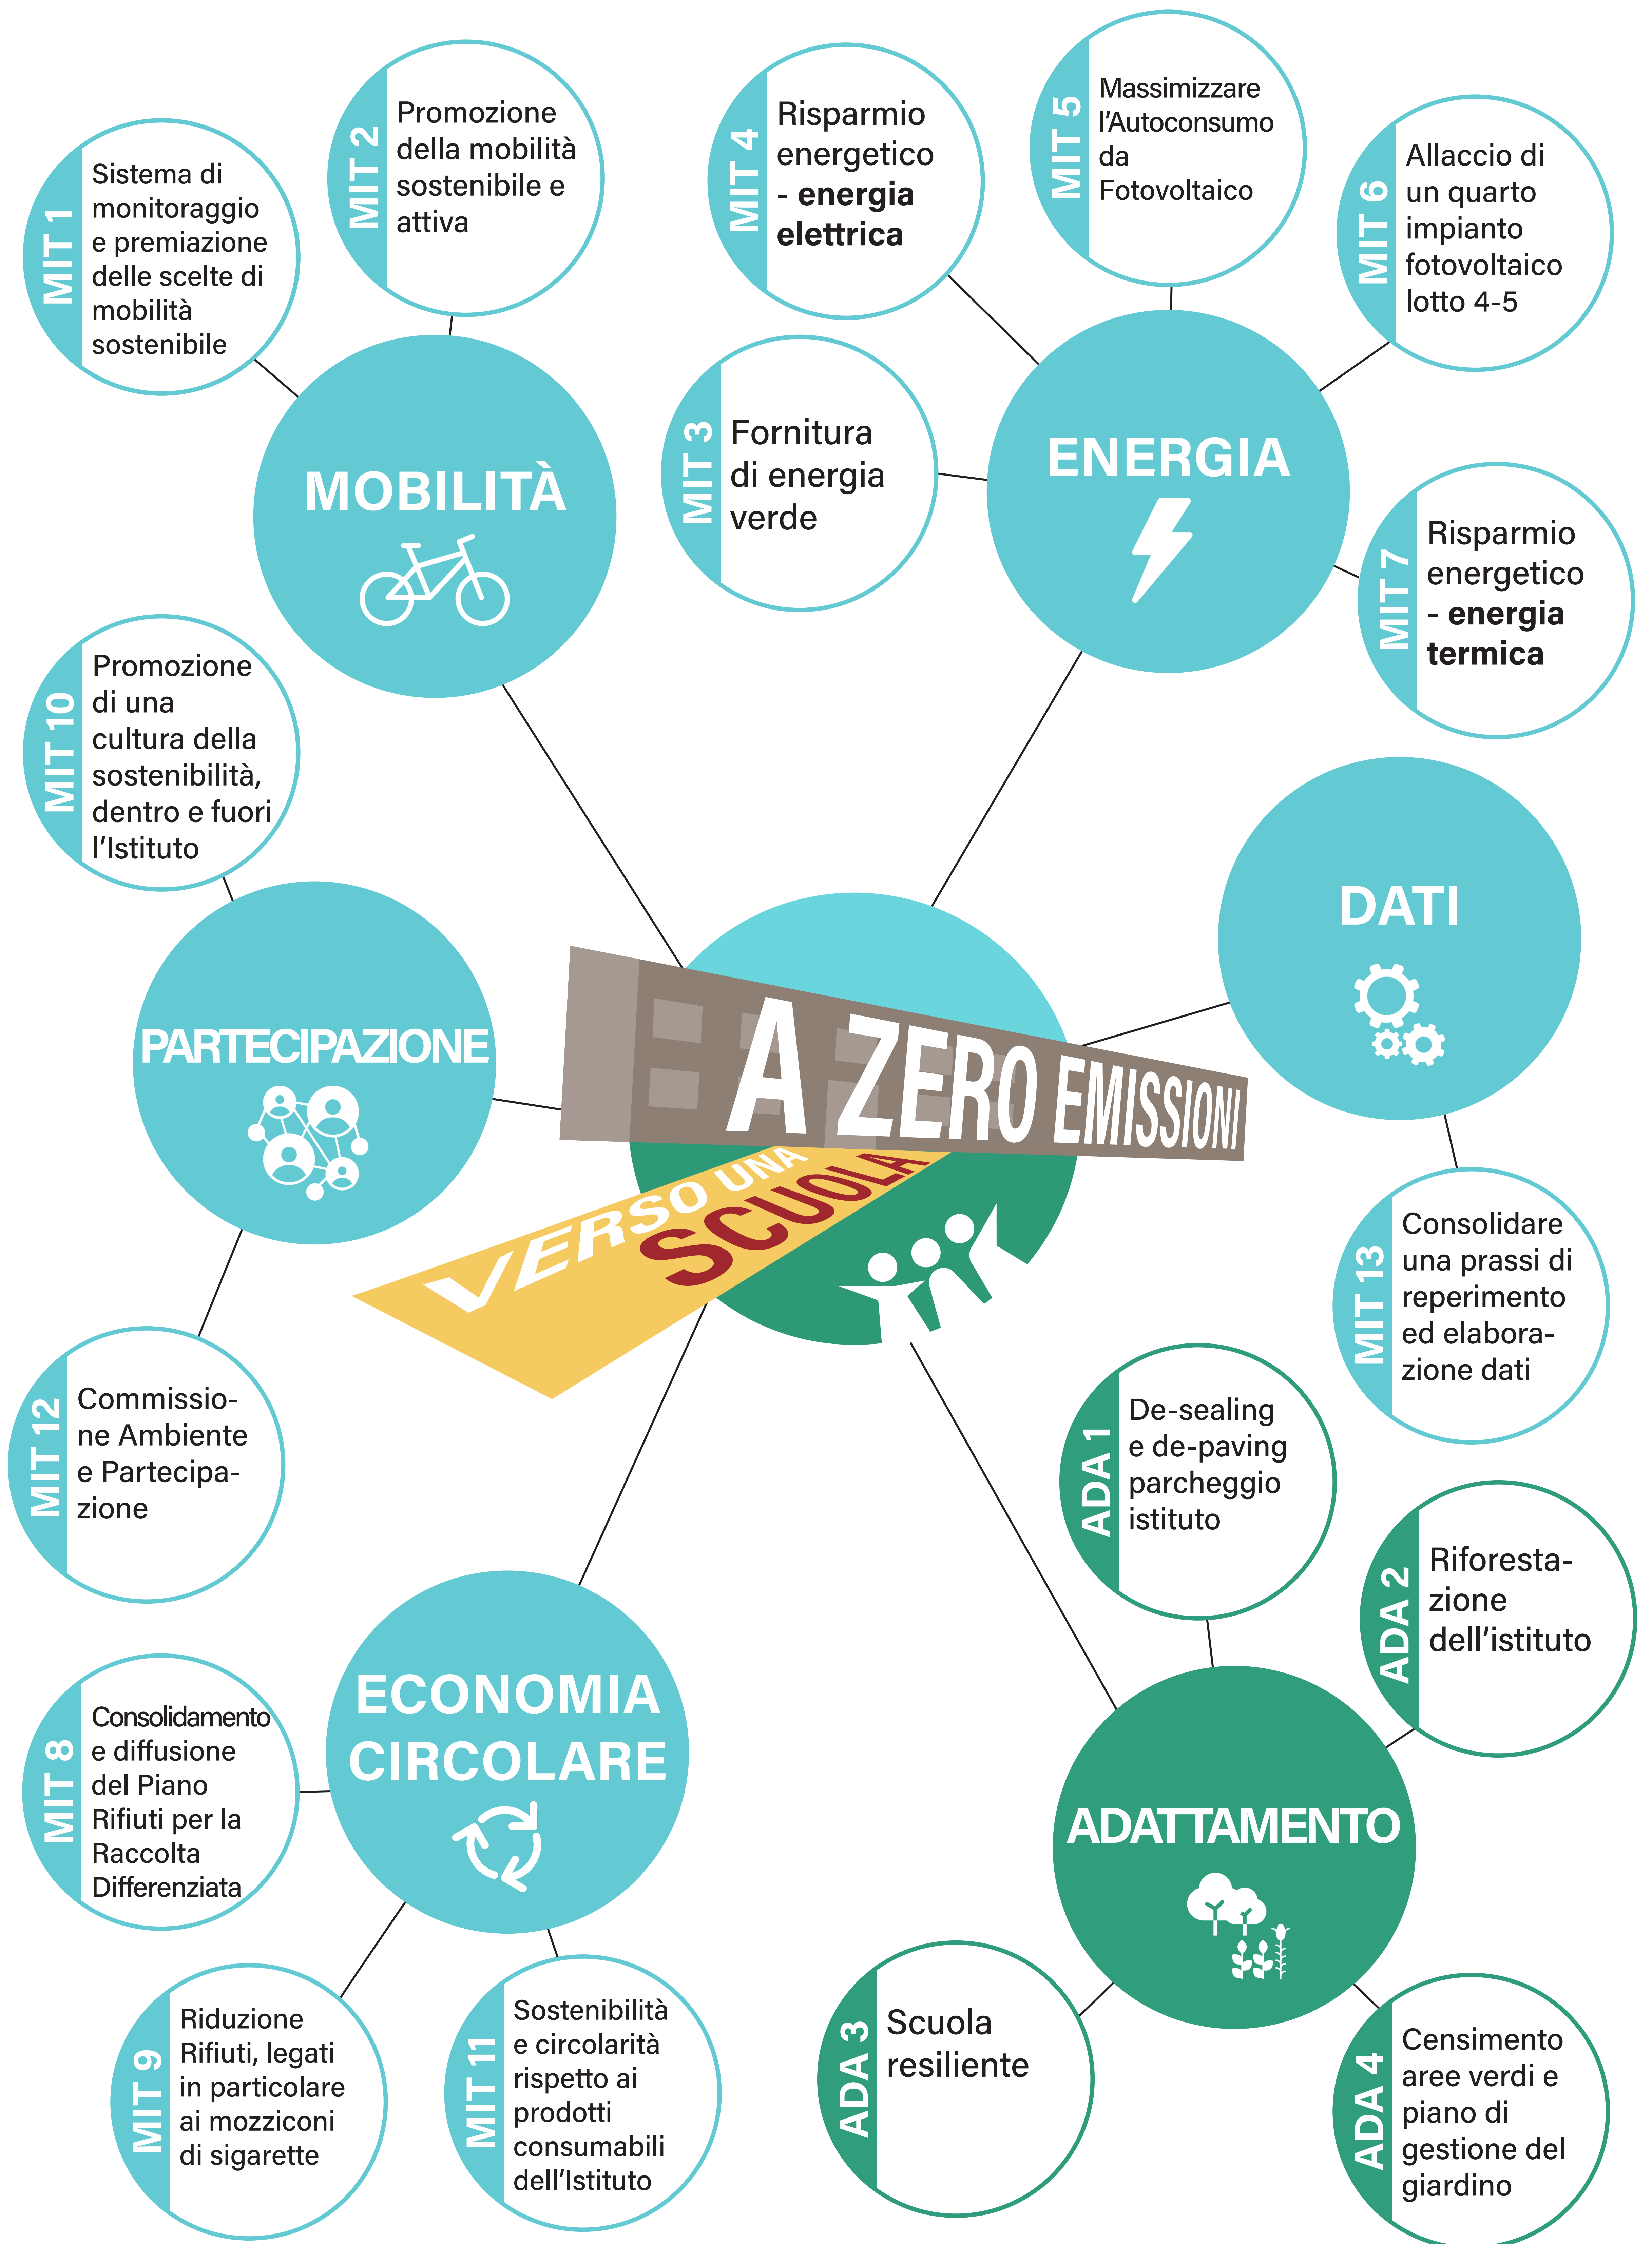 MIT 1
Sistema di
monitoraggio
e premiazione
delle scelte di
mobilità
sostenibile
MIT 2
Promozione
della mobilità
sostenibile e
attiva
MOBILITÀ
MIT 4
Risparmio
energetico
- energia
elettrica
MIT 5
Massimizzare
l'Autoconsumo
da
Fotovoltaico
MIT 6
Allaccio di
un quarto
impianto
fotovoltaico
lotto 4-5
MIT 3
Fornitura
di energia
verde
ENERGIA
MIT 7
Risparmio
energetico
- energia
termica
MIT 10
Promozione
di una
cultura della
sostenibilità,
dentro e fuori
l'Istituto
PARTECIPAZIONE
DATI
VERSO UNA
SCUOLA
A ZERO EMISSIONI
MIT 13
Consolidare
una prassi di
reperimento
ed elabora-
zione dati
MIT 12
Commissio-
ne Ambiente
e Partecipa-
zione
ADA 1
De-sealing
e de-paving
parcheggio
istituto
ADA 2
Riforesta-
zione
dell'istituto
ECONOMIA
CIRCOLARE
MIT 8
Consolidamento
e diffusione
del Piano
Rifiuti per la
Raccolta
Differenziata
ADATTAMENTO
MIT 9
Riduzione
Rifiuti, legati
in particolare
ai mozziconi
di sigarette
MIT 11
Sostenibilità
e circolarità
rispetto ai
prodotti
consumabili
dell'Istituto
ADA 3
Scuola
resiliente
ADA 4
Censimento
aree verdi e
piano di
gestione del
giardino